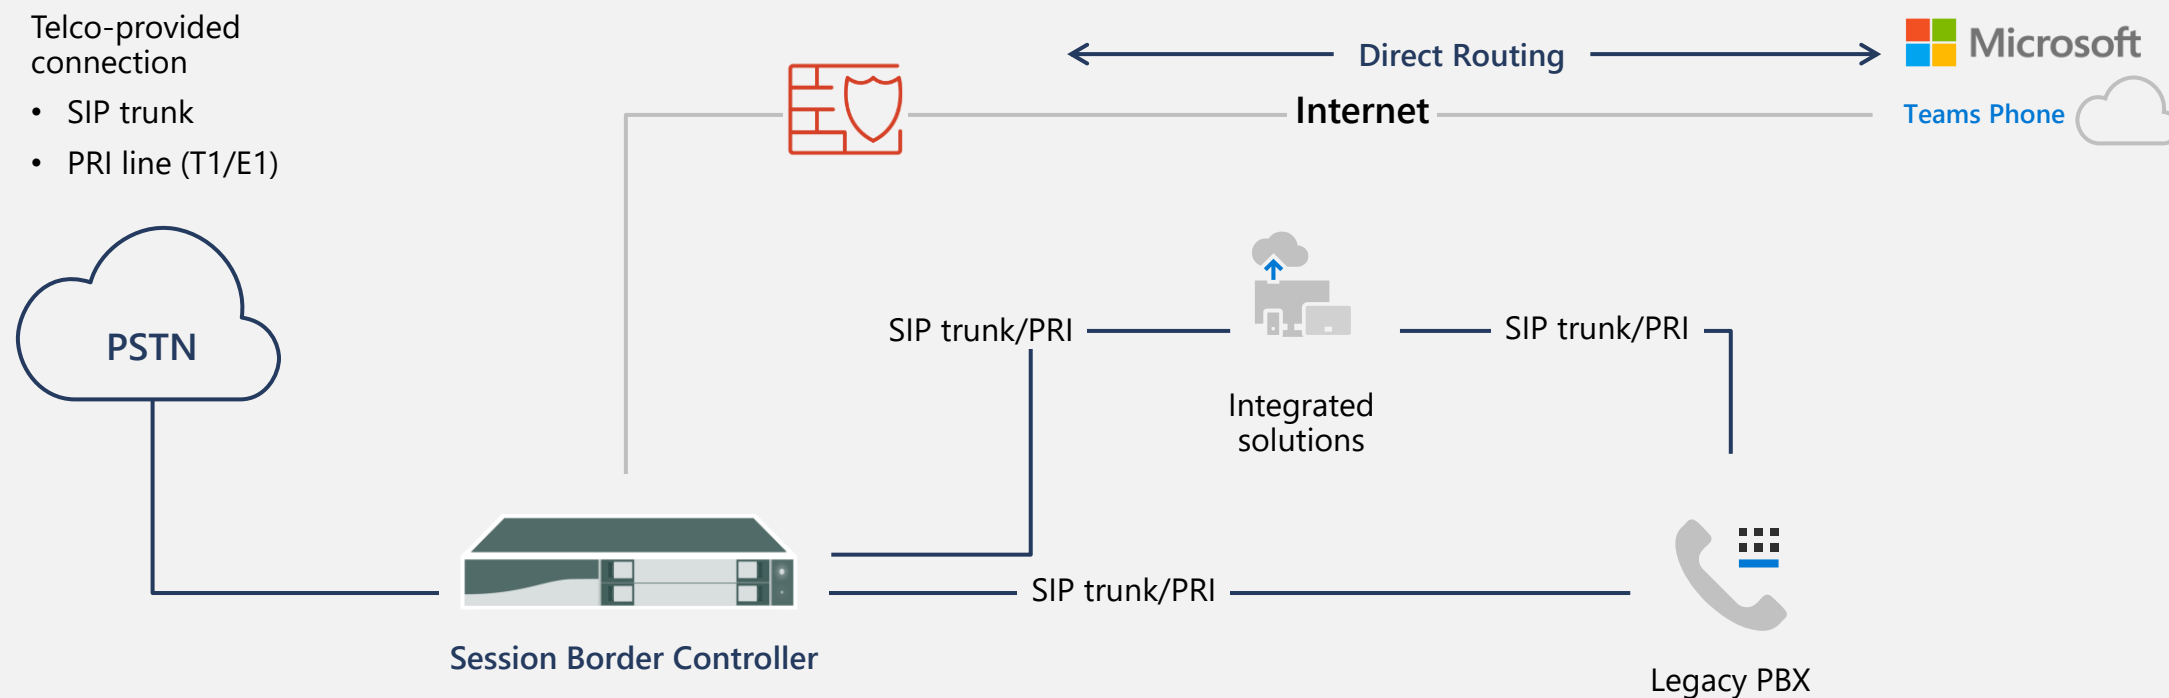 Telco-provided
connection
• SIP trunk
• PRI line (T1/E1)
Direct Routing
Microsoft
Internet
Teams Phone
PSTN
SIP trunk/PRI
SIP trunk/PRI
Integrated
solutions
SIP trunk/PRI
Session Border Controller
Legacy PBX